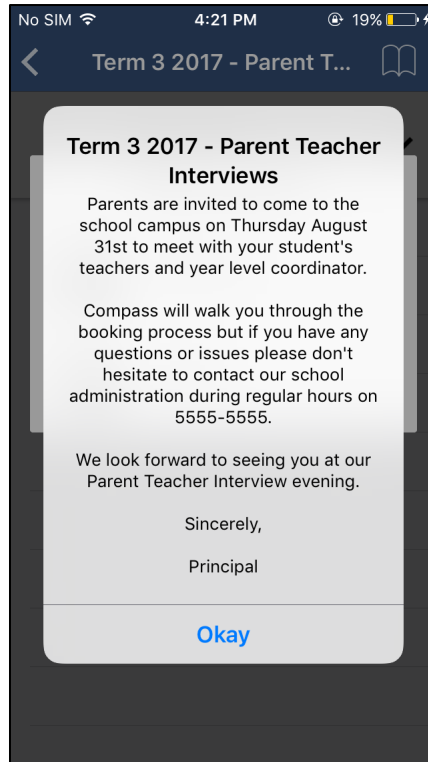 No SIM 4:21 PM 19%
Term 3 2017 - Parent T...
Term 3 2017 - Parent Teacher
Interviews
Parents are invited to come to the
school campus on Thursday August
31st to meet with your student's
teachers and year level coordinator.
Compass will walk you through the
booking process but if you have any
questions or issues please don't
hesitate to contact our school
administration during regular hours on
5555-5555.
We look forward to seeing you at our
Parent Teacher Interview evening.
Sincerely,
Principal
Okay